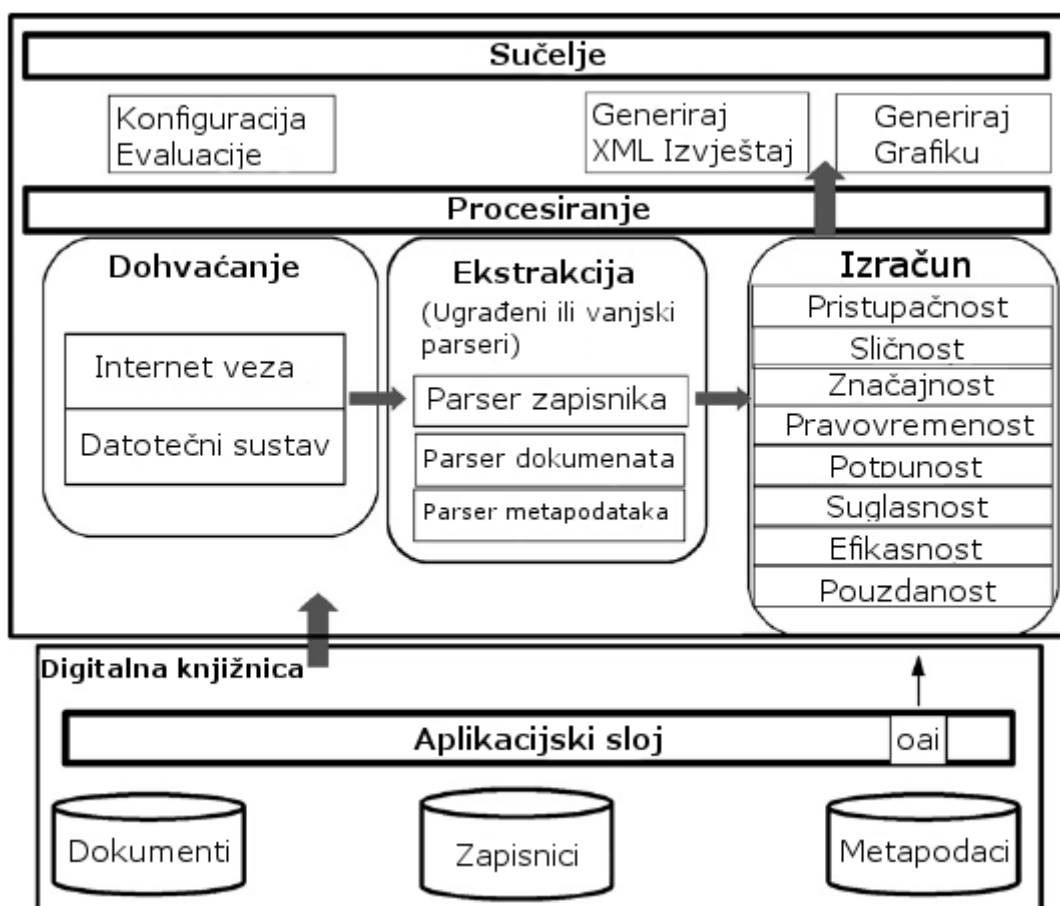 Sučelje
Konfiguracija
Evaluacije
Generiraj
XML Izvještaj
Generiraj
Grafiku
Procesiranje
Dohvaćanje
Internet veza
Datotečni sustav
Ekstrakcija
(Ugrađeni ili vanjski
parseri)
Parser zapisnika
Parser dokumenata
Parser metapodataka
Izračun
Pristupačnost
Sličnost
Značajnost
Pravovremenost
Potpunost
Suglasnost
Efikasnost
Pouzdanost
Digitalna knjižnica
Aplikacijski sloj
oai
Dokumenti
Zapisnici
Metapodaci